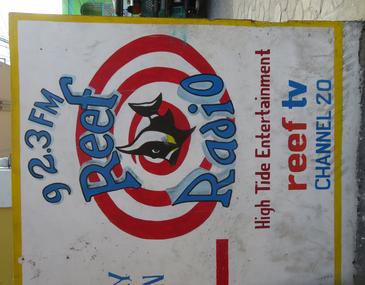 92.3 FM
Reef
Radio
High Tide Entertainment
reef tv
CHANNEL 20